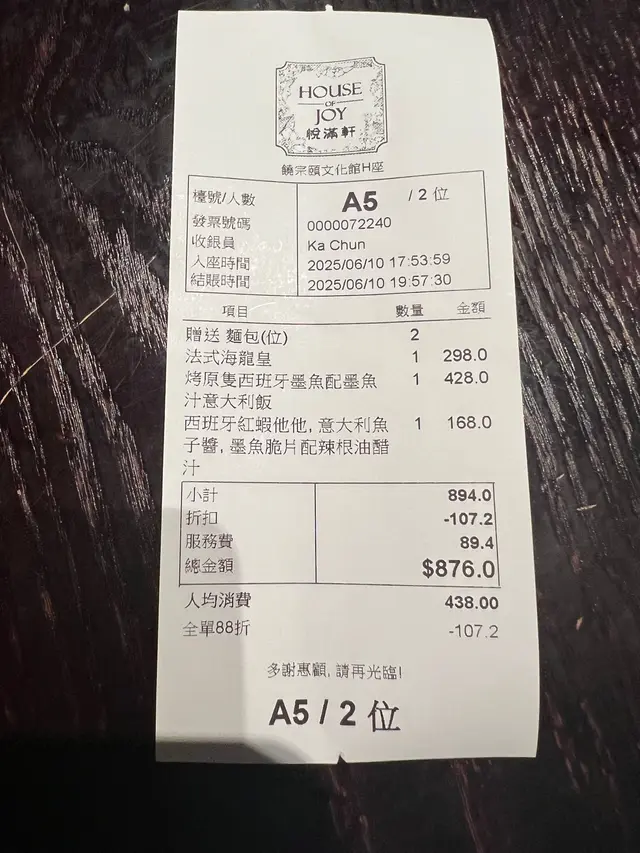 HOUSE
OF
JOY
悅滿軒
饒宗頤文化館H座
檯號/人數 A5 / 2 位
發票號碼 0000072240
收銀員 Ka Chun
入座時間 2025/06/10 17:53:59
結賬時間 2025/06/10 19:57:30
項目 數量 金額
贈送 麵包(位) 2
法式海龍皇 1 298.0
烤原隻西班牙墨魚配墨魚 1 428.0
汁意大利飯
西班牙紅蝦他他, 意大利魚 1 168.0
子醬, 墨魚脆片配辣根油醋
汁
小計 894.0
折扣 -107.2
服務費 89.4
總金額 $876.0
人均消費 438.00
全單88折 -107.2
多謝惠顧, 請再光臨!
A5 / 2 位